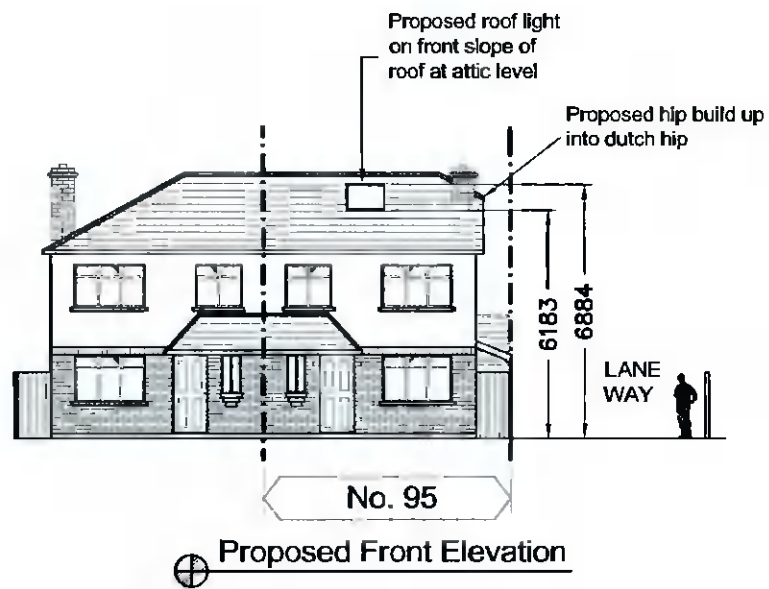 Proposed roof light
on front slope of
roof at attic level
Proposed hip build up
into dutch hip
6183
6884
LANE
WAY
No. 95
Proposed Front Elevation